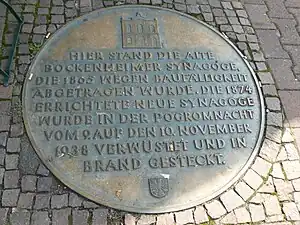 HIER STAND DIE ALTE
BOCKENHEIMER SYNAGOGE,
DIE 1852 WEGEN BAUFÄLLIGKEIT
ABGETRAGEN WURDE. DIE 1874
ERRICHTETE NEUE SYNAGOGE
WURDE IN DER POGROMNACHT
VOM 9. AUF DEN 10. NOVEMBER
1938 VERWÜSTET UND IN
BRAND GESTECKT.